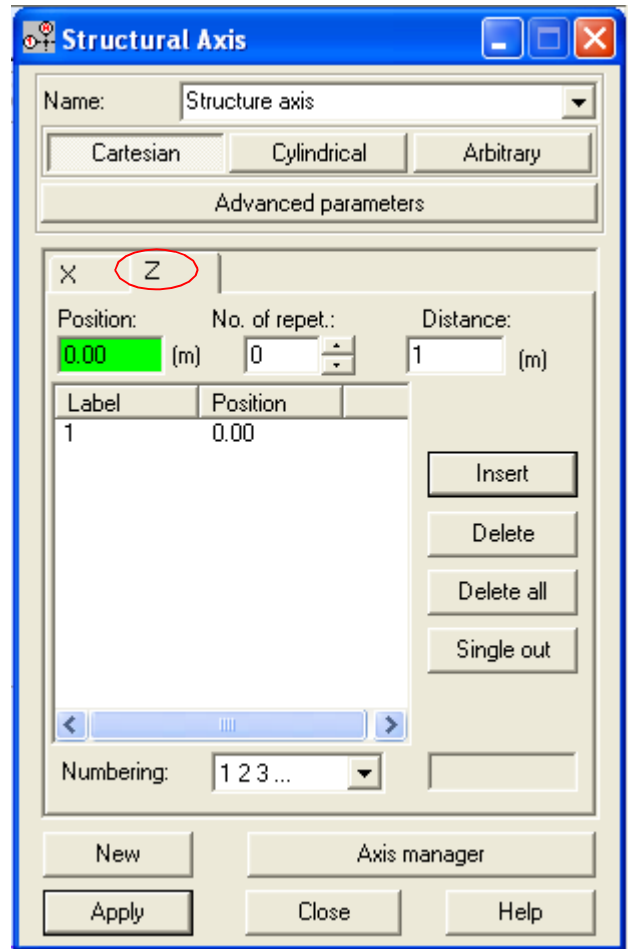 Structural Axis
Name: Structure axis
Cartesian Cylindrical Arbitrary
Advanced parameters
X Z
Position: No. of repet.: Distance:
0.00 (m) 0 1 (m)
Label Position
1 0.00
Insert
Delete
Delete all
Single out
Numbering: 1 2 3 ...
New Axis manager
Apply Close Help